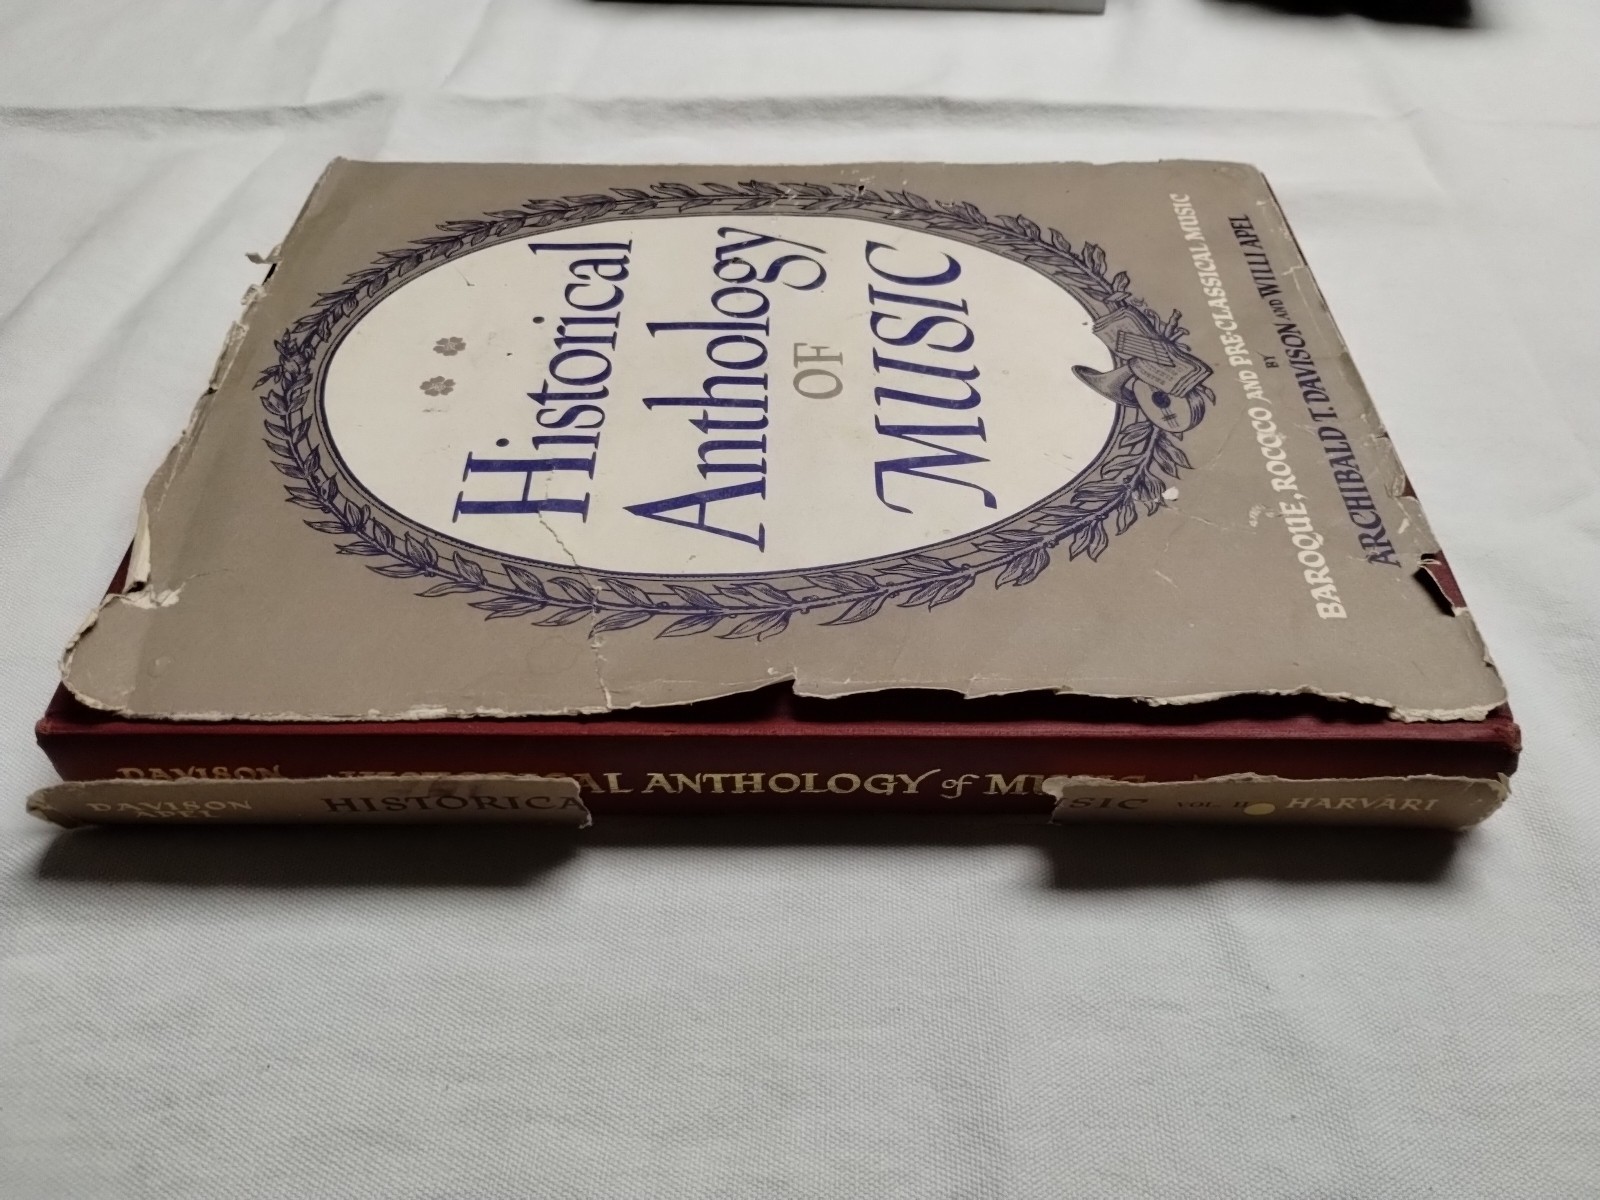 Historical
Anthology
OF
MUSIC
BAROQUE, ROCOCO AND PRE-CLASSICAL MUSIC
BY
ARCHIBALD T. DAVISON AND WILLI APEL
DAVISON
AL ANTHOLOGY of MU
DAVISON
APEL
HISTORICA
SIC
VOL. II
HARVAR